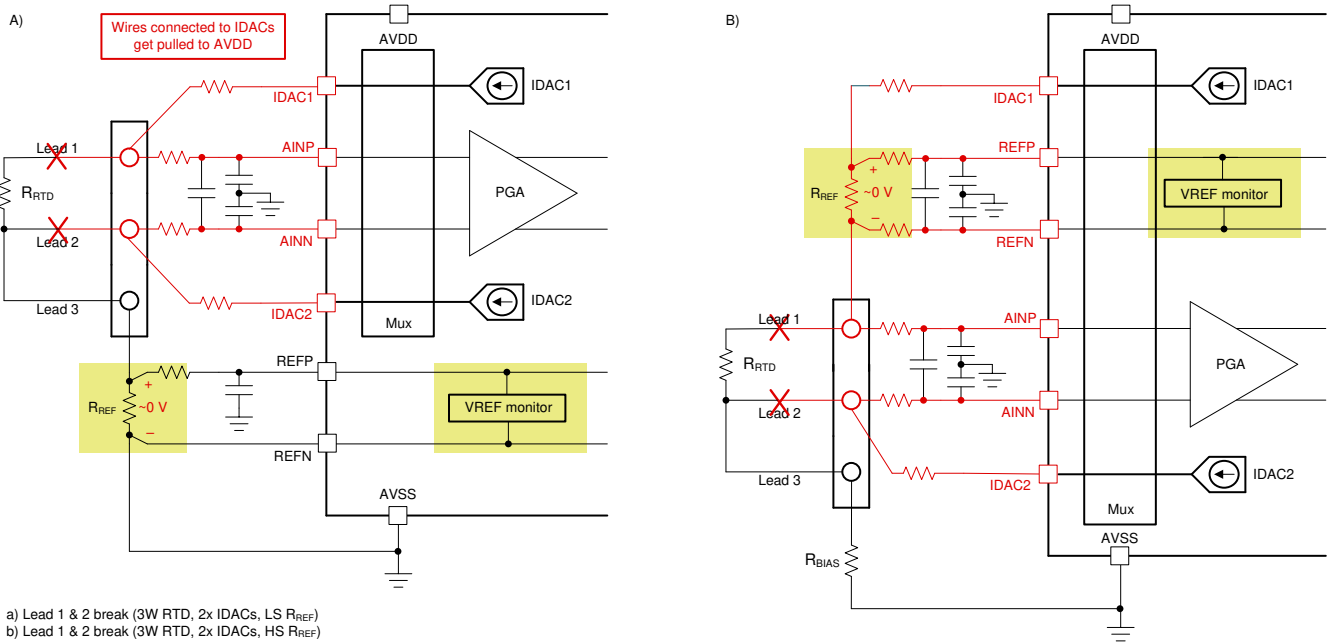 A)
Wires connected to IDACs
get pulled to AVDD
AVDD
IDAC1
IDAC1
Lead 1
AINP
RRTD
PGA
Lead 2
AINN
Lead 3
IDAC2
IDAC2
Mux
REFP
+
RREF
~0 V
–
VREF monitor
REFN
AVSS
a) Lead 1 & 2 break (3W RTD, 2x IDACs, LS RREF)
b) Lead 1 & 2 break (3W RTD, 2x IDACs, HS RREF)
B)
AVDD
IDAC1
IDAC1
REFP
+
RREF
~0 V
–
VREF monitor
REFN
Lead 1
AINP
RRTD
PGA
Lead 2
AINN
Lead 3
IDAC2
IDAC2
Mux
AVSS
RBIAS